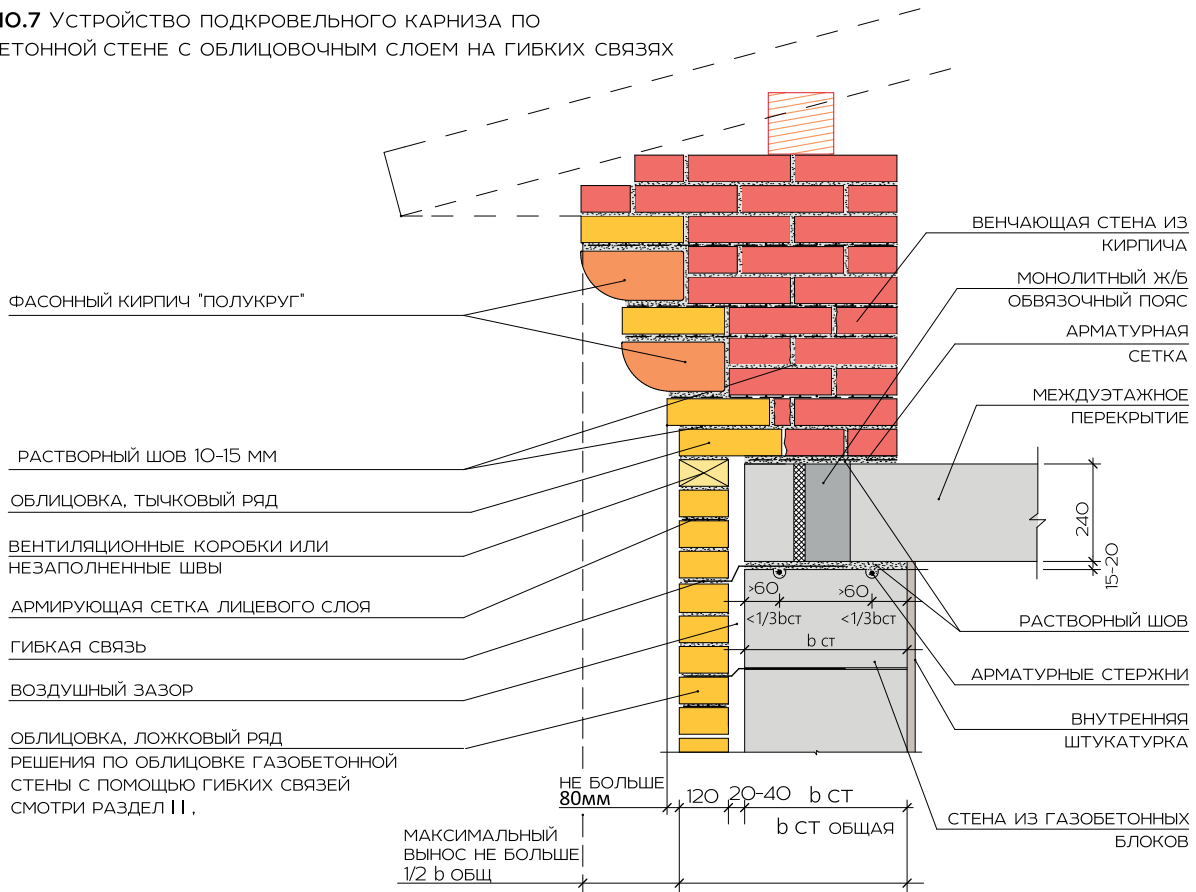 10.7 УСТРОЙСТВО ПОДКРОВЕЛЬНОГО КАРНИЗА ПО
ЕТОННОЙ СТЕНЕ С ОБЛИЦОВОЧНЫМ СЛОЕМ НА ГИБКИХ СВЯЗЯХ
ФАСОННЫЙ КИРПИЧ "ПОЛУКРУГ"
РАСТВОРНЫЙ ШОВ 10-15 ММ
ОБЛИЦОВКА, ТЫЧКОВЫЙ РЯД
ВЕНТИЛЯЦИОННЫЕ КОРОБКИ ИЛИ
НЕЗАПОЛНЕННЫЕ ШВЫ
АРМИРУЮЩАЯ СЕТКА ЛИЦЕВОГО СЛОЯ
ГИБКАЯ СВЯЗЬ
ВОЗДУШНЫЙ ЗАЗОР
ОБЛИЦОВКА, ЛОЖКОВЫЙ РЯД
РЕШЕНИЯ ПО ОБЛИЦОВКЕ ГАЗОБЕТОННОЙ
СТЕНЫ С ПОМОЩЬЮ ГИБКИХ СВЯЗЕЙ
СМОТРИ РАЗДЕЛ II,
ВЕНЧАЮЩАЯ СТЕНА ИЗ
КИРПИЧА
МОНОЛИТНЫЙ Ж/Б
ОБВЯЗОЧНЫЙ ПОЯС
АРМАТУРНАЯ
СЕТКА
МЕЖДУЭТАЖНОЕ
ПЕРЕКРЫТИЕ
240
15-20
>60 >60
<1/3bст <1/3bст
b ст
РАСТВОРНЫЙ ШОВ
АРМАТУРНЫЕ СТЕРЖНИ
ВНУТРЕННЯЯ
ШТУКАТУРКА
СТЕНА ИЗ ГАЗОБЕТОННЫХ
БЛОКОВ
НЕ БОЛЬШЕ
80мм
120 20-40 b ст
b ст ОБЩАЯ
МАКСИМАЛЬНЫЙ
ВЫНОС НЕ БОЛЬШЕ
1/2 b ОБЩ